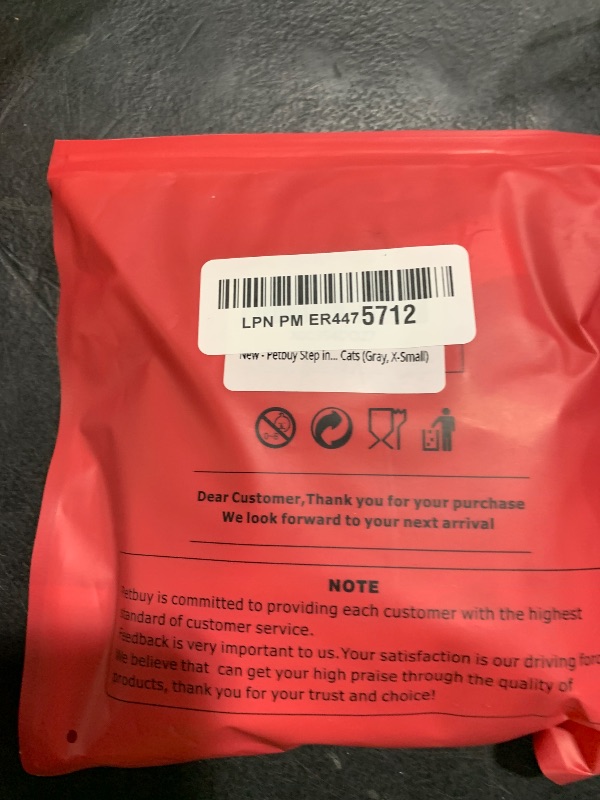 LPN PM ER4475712
New - Petbuy Step in... Cats (Gray, X-Small)
Dear Customer,Thank you for your purchase
We look forward to your next arrival
NOTE
Petbuy is committed to providing each customer with the highest
standard of customer service.
Feedback is very important to us.Your satisfaction is our driving force
We believe that can get your high praise through the quality of
products, thank you for your trust and choice!